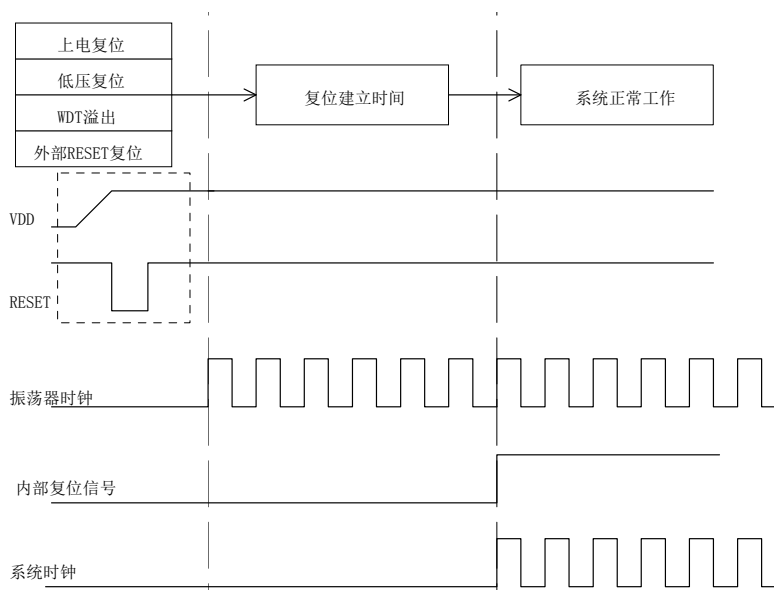 上电复位
低压复位
WDT溢出
外部RESET复位
复位建立时间
系统正常工作
VDD
RESET
振荡器时钟
内部复位信号
系统时钟